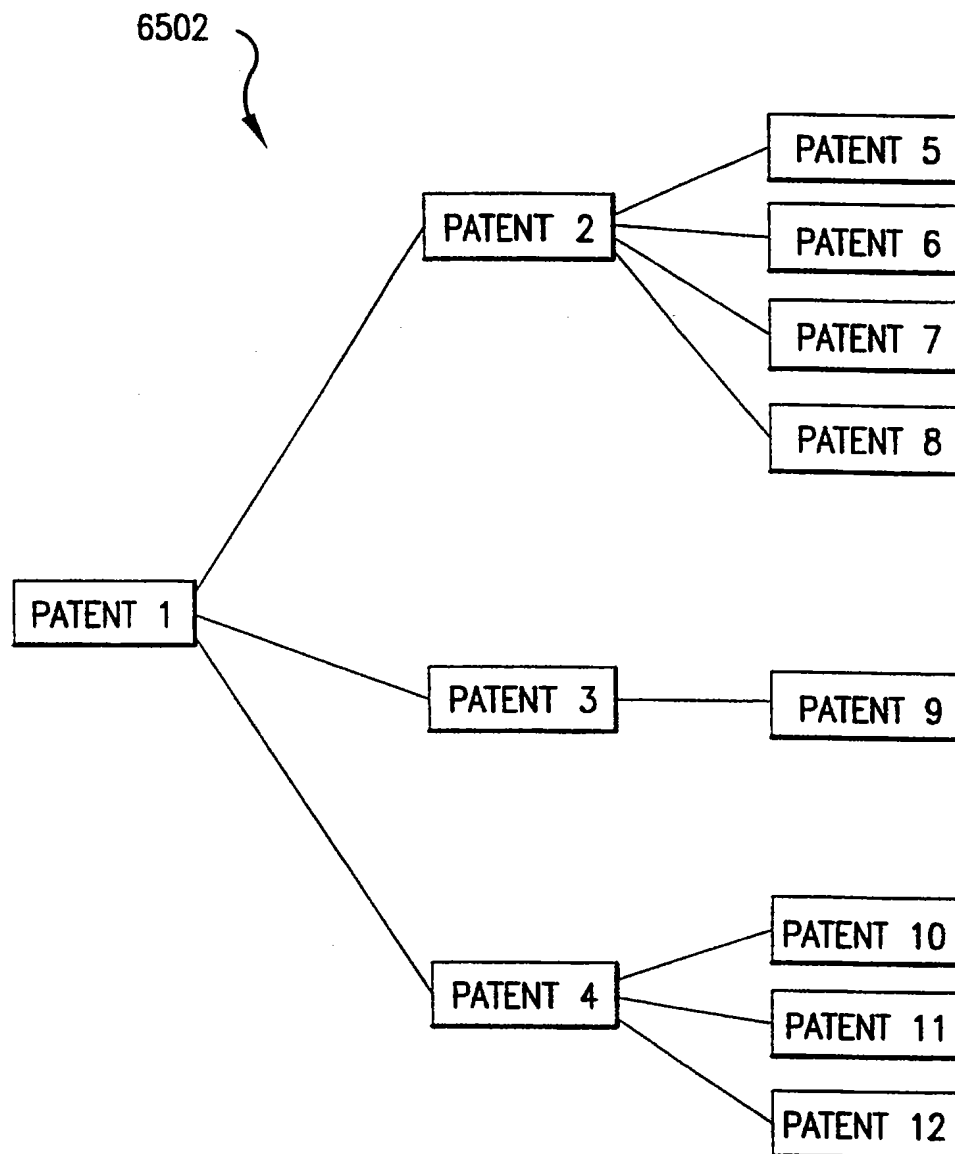 6502
PATENT 5
PATENT 2
PATENT 6
PATENT 7
PATENT 8
PATENT 1
PATENT 3
PATENT 9
PATENT 10
PATENT 4
PATENT 11
PATENT 12